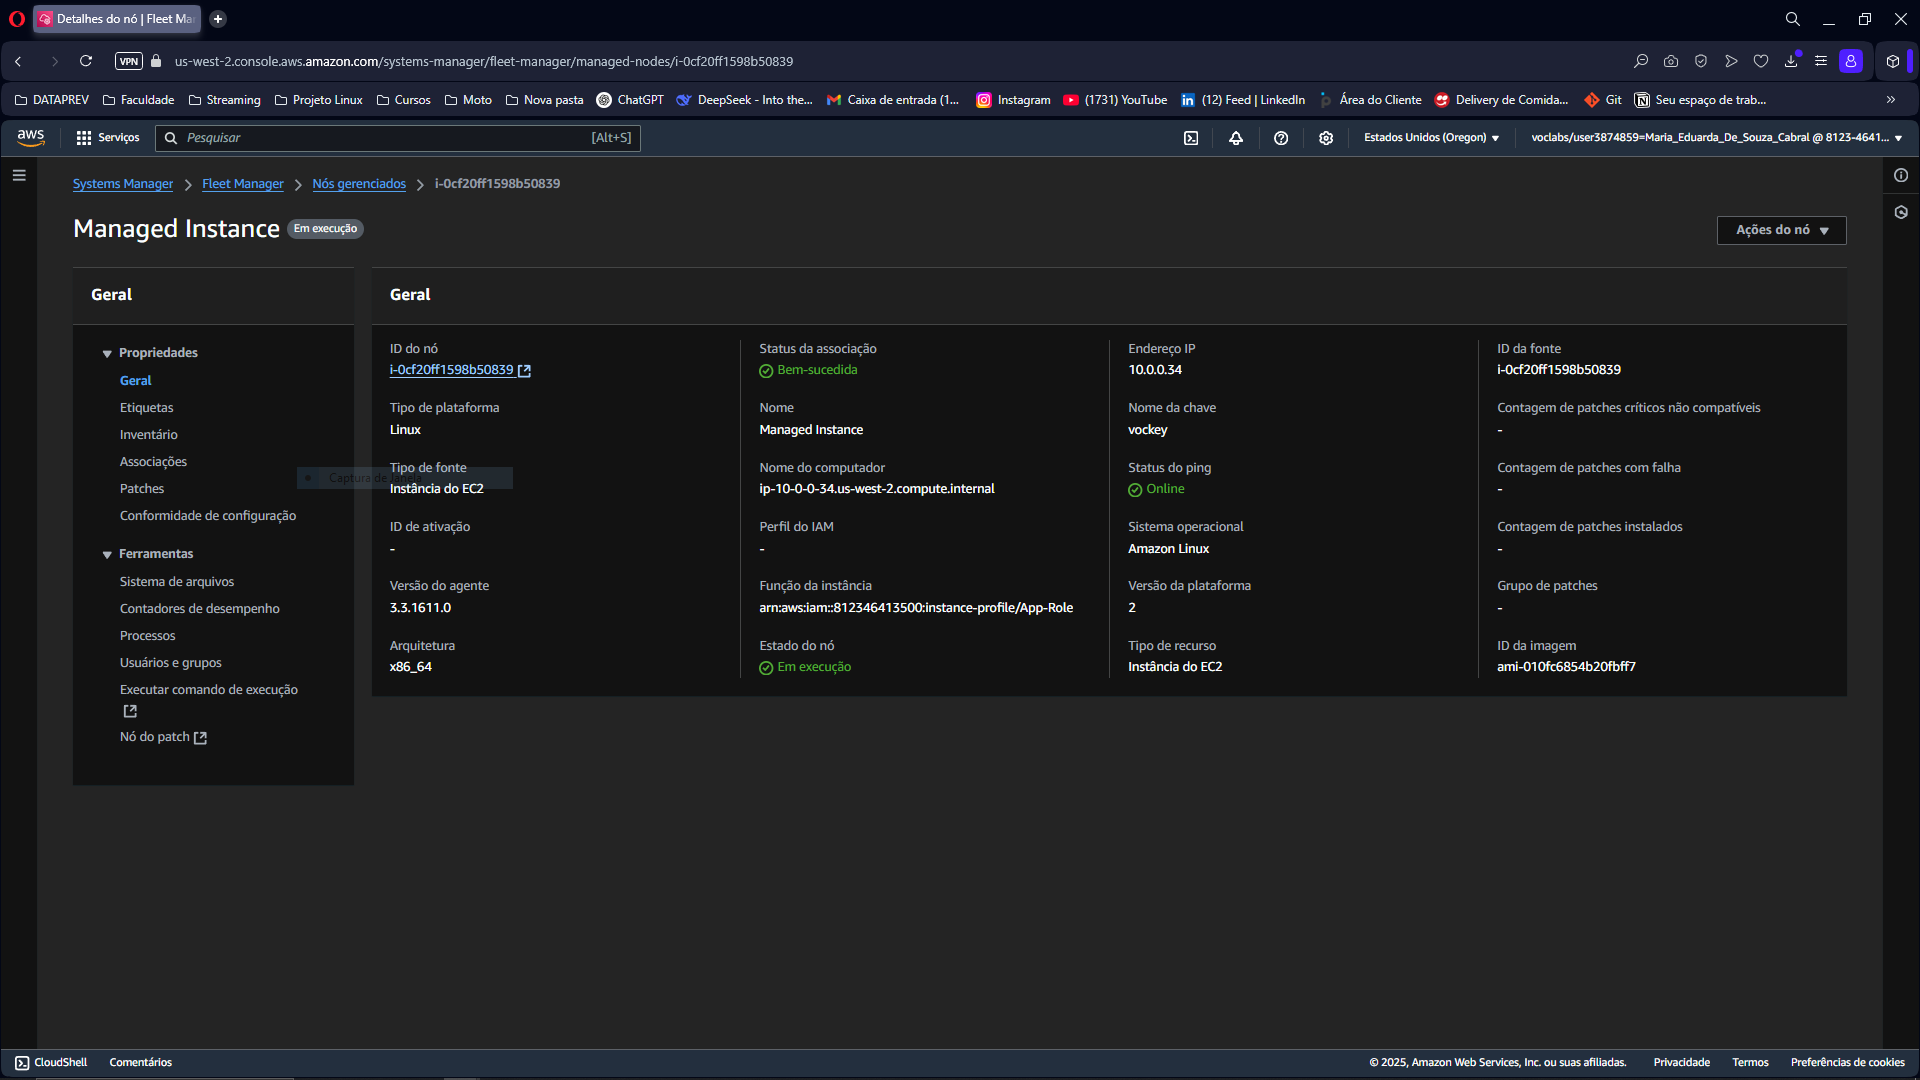 Detalhes do nó | Fleet Ma
VPN
us-west-2.console.aws.amazon.com/systems-manager/fleet-manager/managed-nodes/i-0cf20ff1598b50839
DATAPREV Faculdade Streaming Projeto Linux Cursos Moto Nova pasta ChatGPT DeepSeek - Into the... Caixa de entrada (1... Instagram (1731) YouTube (12) Feed | LinkedIn Área do Cliente Delivery de Comida... Git Seu espaço de trab...
aws Serviços Pesquisar [Alt+S] Estados Unidos (Oregon) voclabs/user3874859=Maria_Eduarda_De_Souza_Cabral @ 8123-4641...
Systems Manager Fleet Manager Nós gerenciados i-0cf20ff1598b50839
Managed Instance Em execução
Ações do nó
Geral
Propriedades
Geral
Etiquetas
Inventário
Associações
Patches
Conformidade de configuração
Ferramentas
Sistema de arquivos
Contadores de desempenho
Processos
Usuários e grupos
Executar comando de execução
Nó do patch
Geral
ID do nó
i-0cf20ff1598b50839
Tipo de plataforma
Linux
Tipo de fonte
Captura de Janela
Instância do EC2
ID de ativação
-
Versão do agente
3.3.1611.0
Arquitetura
x86_64
Status da associação
Bem-sucedida
Nome
Managed Instance
Nome do computador
ip-10-0-0-34.us-west-2.compute.internal
Perfil do IAM
-
Função da instância
arn:aws:iam::812346413500:instance-profile/App-Role
Estado do nó
Em execução
Endereço IP
10.0.0.34
Nome da chave
vockey
Status do ping
Online
Sistema operacional
Amazon Linux
Versão da plataforma
2
Tipo de recurso
Instância do EC2
ID da fonte
i-0cf20ff1598b50839
Contagem de patches críticos não compatíveis
-
Contagem de patches com falha
-
Contagem de patches instalados
-
Grupo de patches
-
ID da imagem
ami-010fc6854b20fbff7
CloudShell Comentários © 2025, Amazon Web Services, Inc. ou suas afiliadas. Privacidade Termos Preferências de cookies